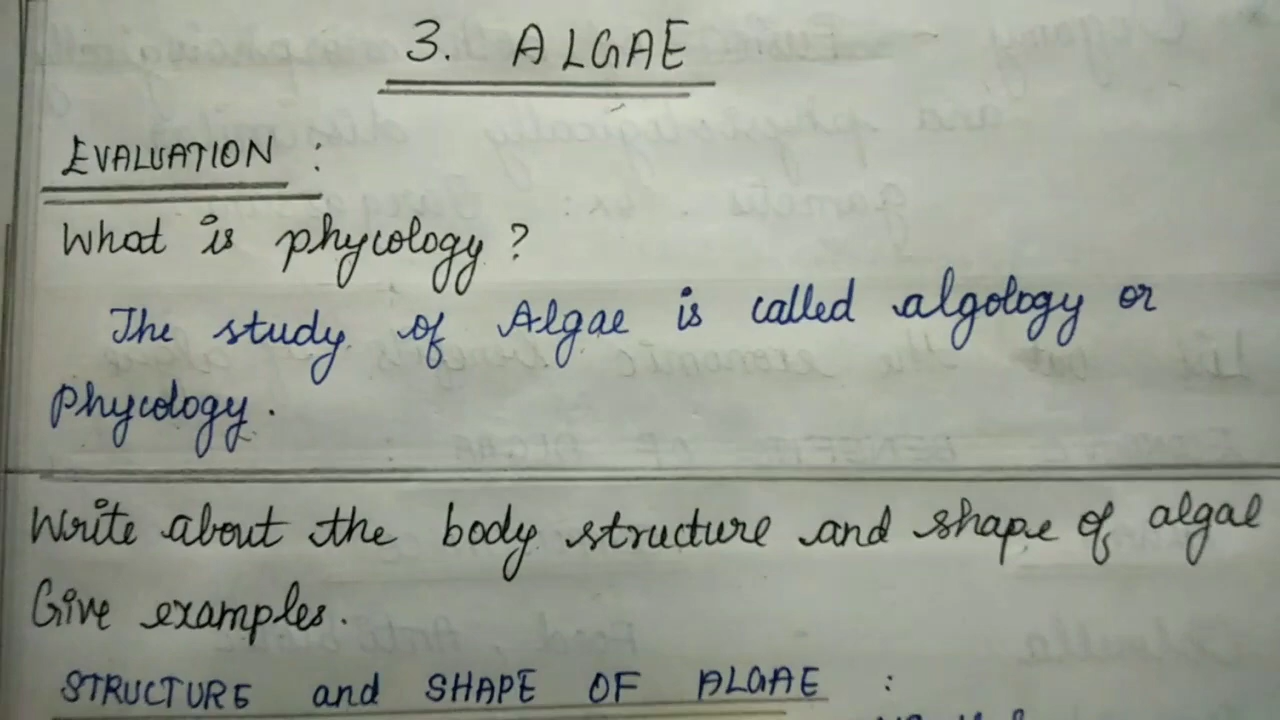 3. ALGAE
EVALUATION :
What is phycology?
The study of Algae is called algology or
Phycology.
Write about the body structure and shape of algae
Give examples.
STRUCTURE and SHAPE OF ALGAE :